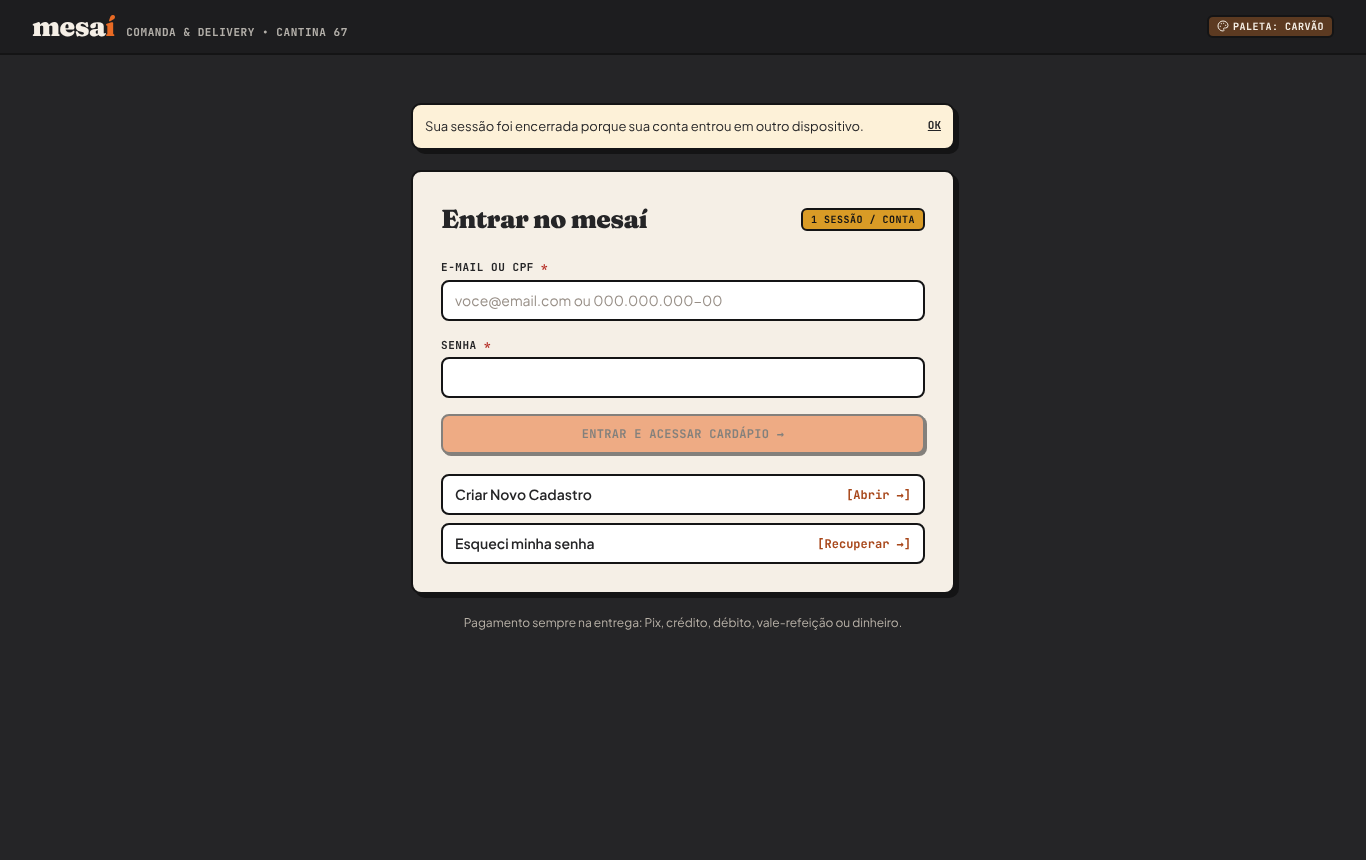 mesaí COMANDA & DELIVERY • CANTINA 67
PALETA: CARVÃO
Sua sessão foi encerrada porque sua conta entrou em outro dispositivo.
OK
Entrar no mesaí
1 SESSÃO / CONTA
E-MAIL OU CPF *
voce@email.com ou 000.000.000-00
SENHA *
ENTRAR E ACESSAR CARDÁPIO →
Criar Novo Cadastro
[Abrir →]
Esqueci minha senha
[Recuperar →]
Pagamento sempre na entrega: Pix, crédito, débito, vale-refeição ou dinheiro.